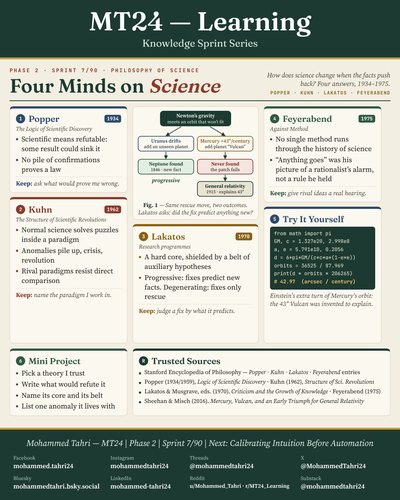 MT24 — Learning
Knowledge Sprint Series
PHASE 2 · SPRINT 7/90 · PHILOSOPHY OF SCIENCE
Four Minds on Science
How does science change when the facts push
back? Four answers, 1934–1975.
POPPER · KUHN · LAKATOS · FEYERABEND
1 Popper 1934
The Logic of Scientific Discovery
• Scientific means refutable:
some result could sink it
• No pile of confirmations
proves a law
Keep: ask what would prove me wrong.
2 Kuhn 1962
The Structure of Scientific Revolutions
• Normal science solves puzzles
inside a paradigm
• Anomalies pile up, crisis,
revolution
• Rival paradigms resist direct
comparison
Keep: name the paradigm I work in.
Newton's gravity
meets an orbit that won't fit
Uranus drifts
add an unseen planet
Mercury +43″/century
add planet "Vulcan"
Neptune found
1846 · new fact
Never found
the patch fails
progressive
General relativity
1915 · explains 43″
Fig. 1 — Same rescue move, two outcomes.
Lakatos asks: did the fix predict anything new?
3 Lakatos 1970
Research programmes
• A hard core, shielded by a belt of
auxiliary hypotheses
• Progressive: fixes predict new
facts. Degenerating: fixes only
rescue
Keep: judge a fix by what it predicts.
4 Feyerabend 1975
Against Method
• No single method runs
through the history of science
• "Anything goes" was his
picture of a rationalist's alarm,
not a rule he held
Keep: give rival ideas a real hearing.
5 Try It Yourself
from math import pi
GM, c = 1.327e20, 2.998e8
a, e = 5.791e10, 0.2056
d = 6*pi*GM/(c*c*a*(1-e*e))
orbits = 36525 / 87.969
print(d * orbits * 206265)
# 42.97 (arcsec / century)
Einstein's extra turn of Mercury's orbit:
the 43″ Vulcan was invented to explain.
6 Mini Project
• Pick a theory I trust
• Write what would refute it
• Name its core and its belt
• List one anomaly it lives with
Trusted Sources
• Stanford Encyclopedia of Philosophy — Popper · Kuhn · Lakatos · Feyerabend entries
• Popper (1934/1959), Logic of Scientific Discovery · Kuhn (1962), Structure of Sci. Revolutions
• Lakatos & Musgrave, eds. (1970), Criticism and the Growth of Knowledge · Feyerabend (1975)
• Sheehan & Misch (2016), Mercury, Vulcan, and an Early Triumph for General Relativity
Mohammed Tahri — MT24 | Phase 2 | Sprint 7/90 | Next: Calibrating Intuition Before Automation
Facebook
mohammed.tahri24
Instagram
mohammed.tahri24
Threads
@mohammed.tahri24
X
@MohammedTahri24
Bluesky
mohammedtahri.bsky.social
LinkedIn
mohammed-tahri24
Reddit
u/Mohammed_Tahri · r/MT24_Learning
Substack
@mohammedtahri24